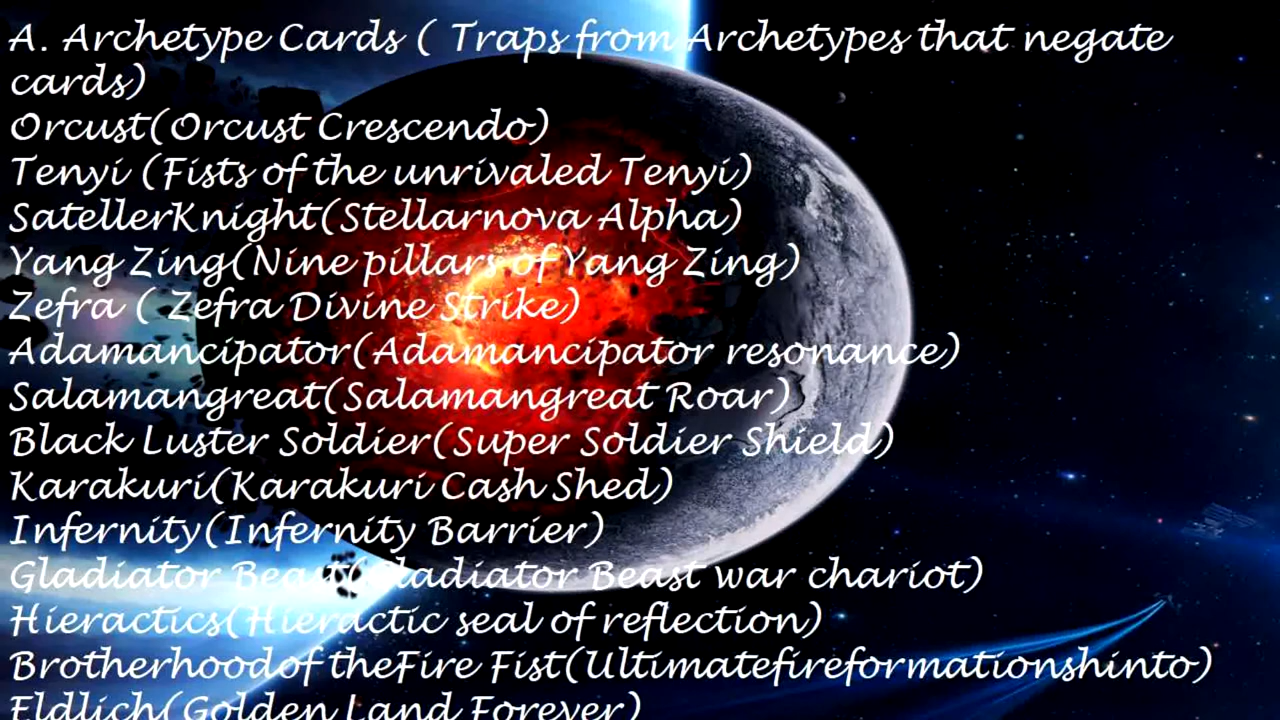 A. Archetype Cards ( Traps from Archetypes that negate
cards)
Orcust(Orcust Crescendo)
Tenyi (Fists of the unrivaled Tenyi)
SatellerKnight(Stellarnova Alpha)
Yang Zing(Nine pillars of Yang Zing)
Zefra ( Zefra Divine Strike)
Adamancipator(Adamancipator resonance)
Salamangreat(Salamangreat Roar)
Black Luster Soldier(Super Soldier Shield)
Karakuri(Karakuri Cash Shed)
Infernity(Infernity Barrier)
Gladiator Beast(Gladiator Beast war chariot)
Hieractics(Hieractic seal of reflection)
Brotherhoodof theFire Fist(Ultimatefireformationshinto)
Eldlich(Golden Land Forever)